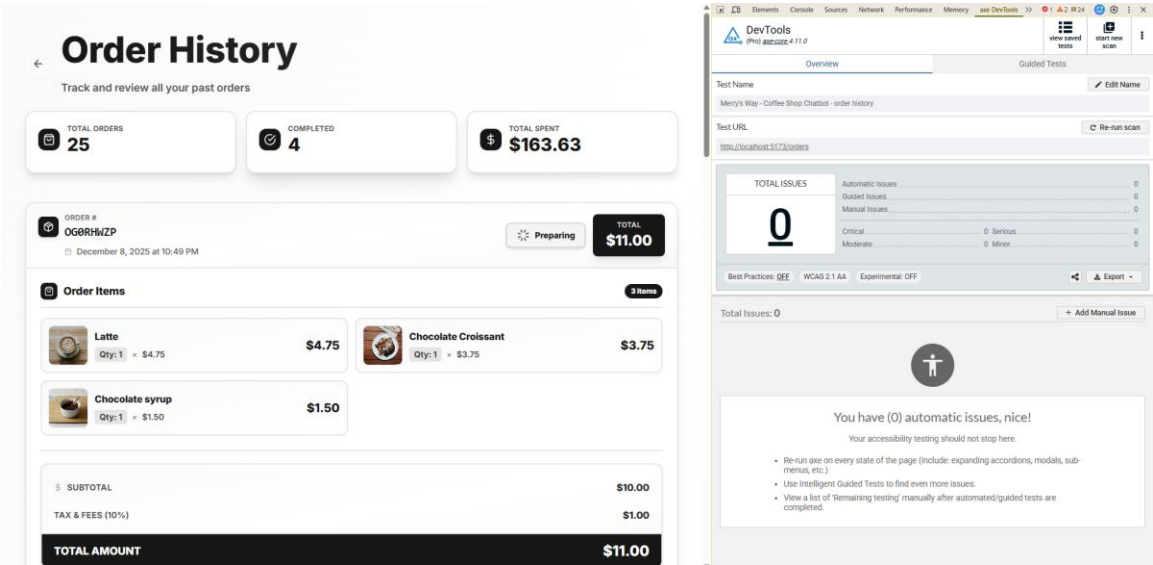 Order History
Track and review all your past orders
TOTAL ORDERS
25
COMPLETED
4
TOTAL SPENT
$163.63
ORDER #
OG0RHWZP
December 8, 2025 at 10:49 PM
Preparing
TOTAL
$11.00
Order Items
3 items
Latte
Qty: 1 × $4.75
$4.75
Chocolate Croissant
Qty: 1 × $3.75
$3.75
Chocolate syrup
Qty: 1 × $1.50
$1.50
$ SUBTOTAL
$10.00
TAX & FEES (10%)
$1.00
TOTAL AMOUNT
$11.00
Elements Console Sources Network Performance Memory axe DevTools 1 2 24
DevTools
(Pro) axe-core 4.11.0
view saved tests
start new scan
Overview
Guided Tests
Test Name
Edit Name
Merry's Way - Coffee Shop Chatbot - order history
Test URL
Re-run scan
http://localhost:5173/orders
TOTAL ISSUES
0
Automatic Issues 0
Guided Issues 0
Manual Issues 0
Critical 0 Serious 0
Moderate 0 Minor 0
Best Practices: OFF WCAG 2.1 AA Experimental: OFF
Export
Total Issues: 0
+ Add Manual Issue
You have (0) automatic issues, nice!
Your accessibility testing should not stop here.
• Re-run axe on every state of the page (include: expanding accordions, modals, sub-
menus, etc.)
• Use Intelligent Guided Tests to find even more issues.
• View a list of 'Remaining testing' manually after automated/guided tests are
completed.